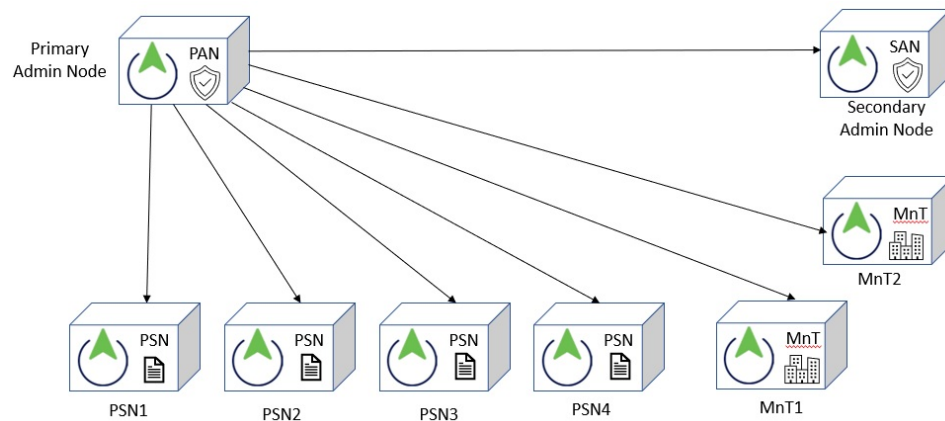 Primary
Admin Node
PAN
SAN
Secondary
Admin Node
MnT
MnT2
PSN
PSN
PSN
PSN
MnT
PSN1
PSN2
PSN3
PSN4
MnT1